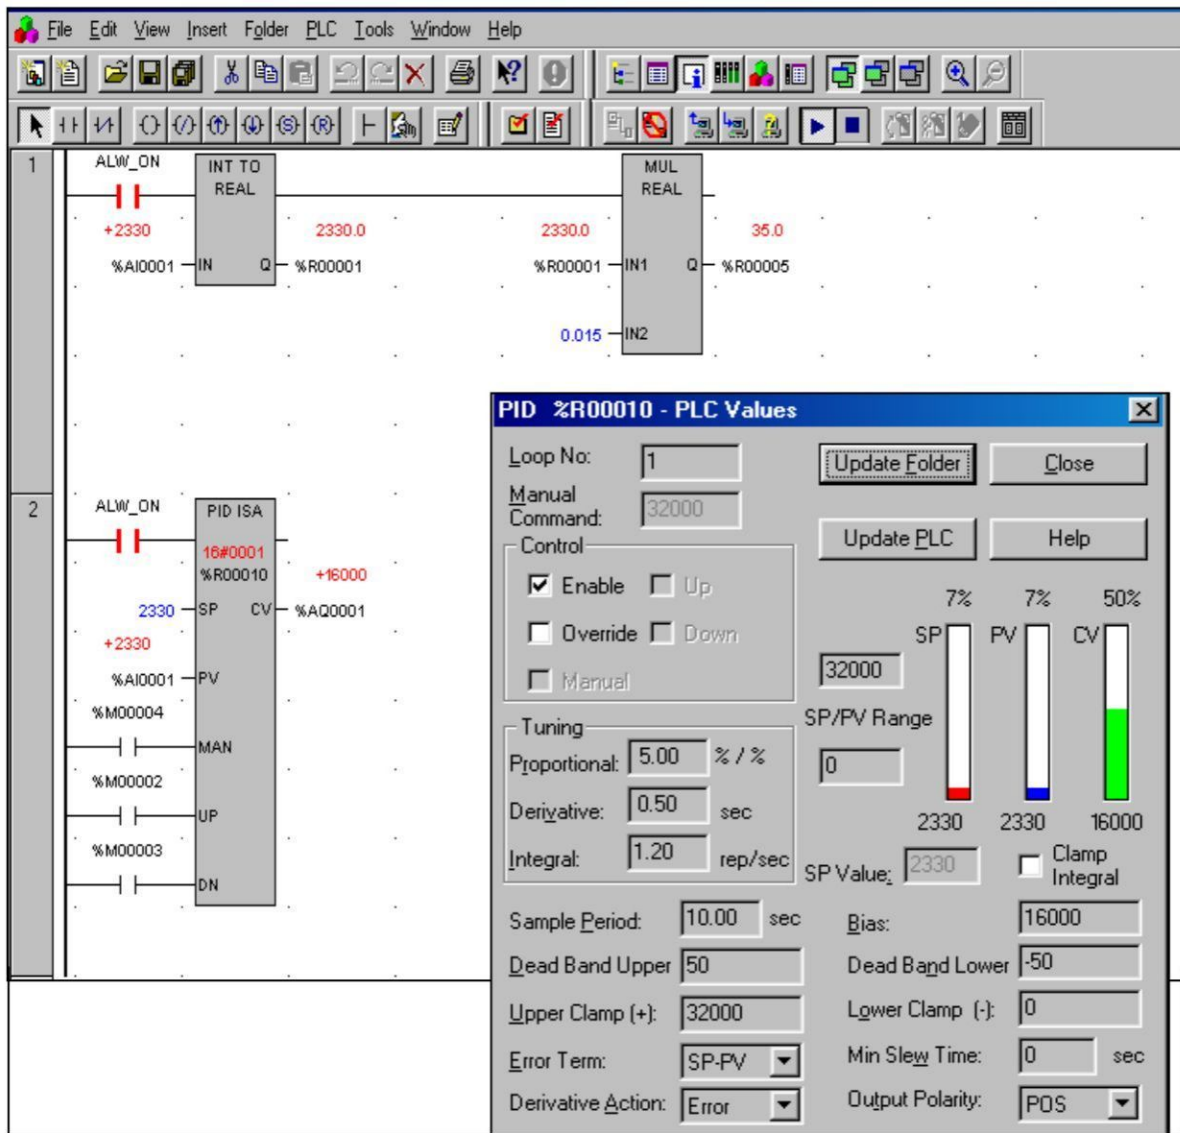 File Edit View Insert Folder PLC Tools Window Help
1
ALW_ON
INT TO
REAL
MUL
REAL
+2330
2330.0
2330.0
35.0
%AI0001 IN Q %R00001
%R00001 IN1 Q %R00005
0.015 IN2
2
ALW_ON
PID ISA
16#0001
%R00010
+16000
2330 SP CV %AQ0001
+2330
%AI0001 PV
%M00004
MAN
%M00002
UP
%M00003
DN
PID %R00010 - PLC Values
Loop No: 1
Update Folder
Close
Manual
Command: 32000
Update PLC
Help
Control
Enable Up
Override Down
Manual
7% 7% 50%
SP PV CV
32000
SP/PV Range
0
2330 2330 16000
Tuning
Proportional: 5.00 % / %
Derivative: 0.50 sec
Integral: 1.20 rep/sec
SP Value: 2330
Clamp
Integral
Sample Period: 10.00 sec
Bias: 16000
Dead Band Upper 50
Dead Band Lower -50
Upper Clamp (+): 32000
Lower Clamp (-): 0
Error Term: SP-PV
Min Slew Time: 0 sec
Derivative Action: Error
Output Polarity: POS